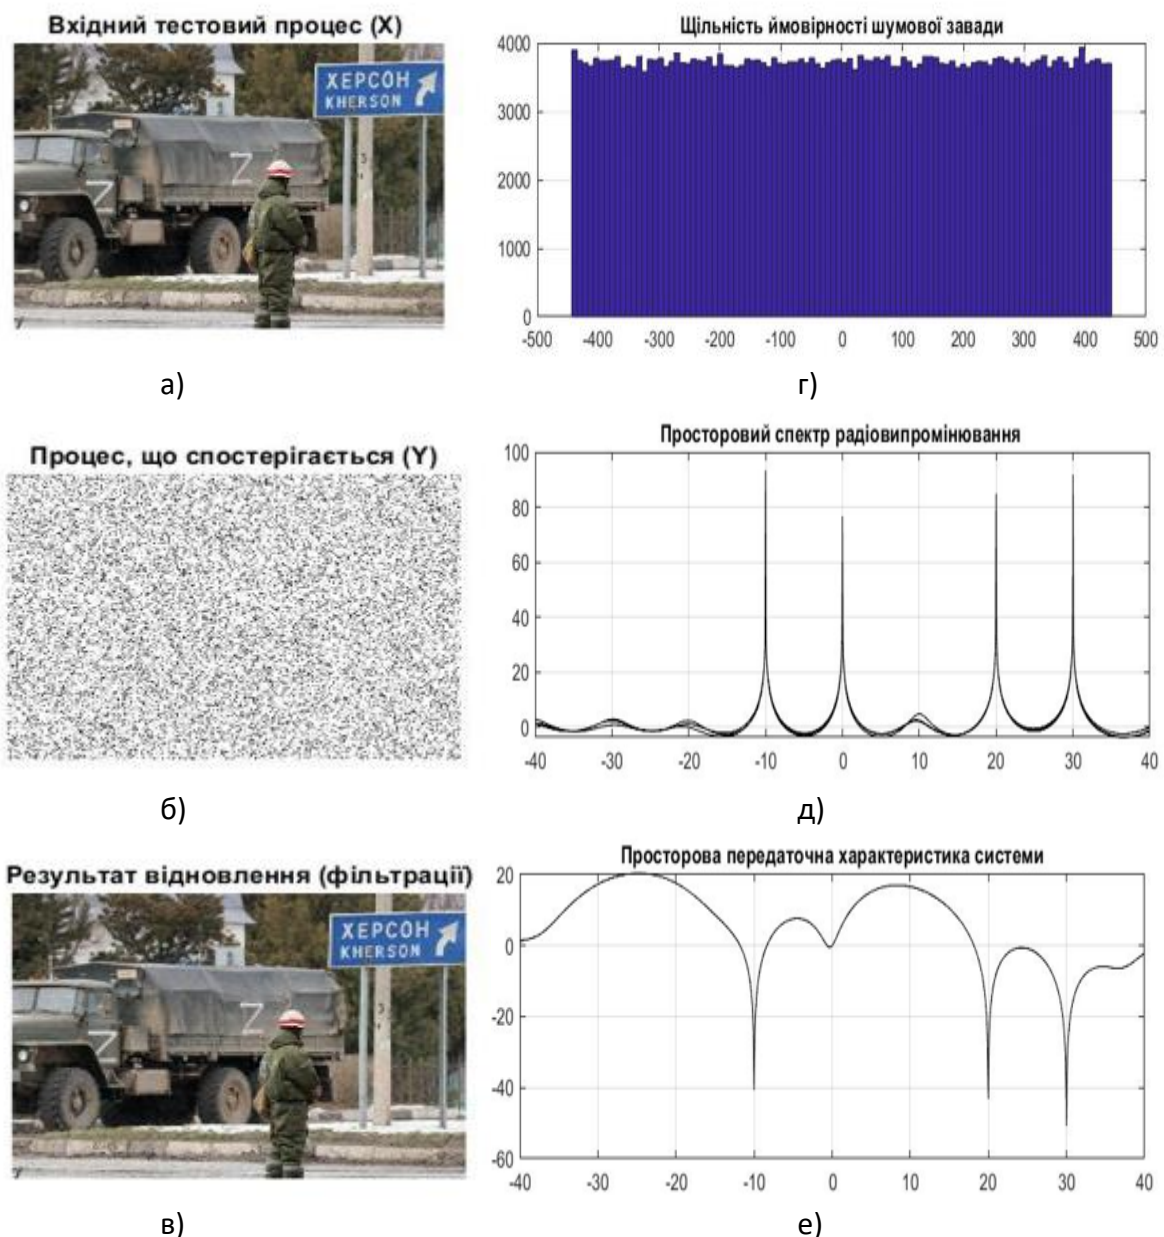 Вхідний тестовий процес (X)
ХЕРСОН
KHERSON
Z
Z
а)
Щільність ймовірності шумової завади
4000
3000
2000
1000
0
-500 -400 -300 -200 -100 0 100 200 300 400 500
г)
Процес, що спостерігається (Y)
б)
Просторовий спектр радіовипромінювання
100
80
60
40
20
0
-40 -30 -20 -10 0 10 20 30 40
д)
Результат відновлення (фільтрації)
ХЕРСОН
KHERSON
Z
Z
в)
Просторова передаточна характеристика системи
20
0
-20
-40
-60
-40 -30 -20 -10 0 10 20 30 40
е)